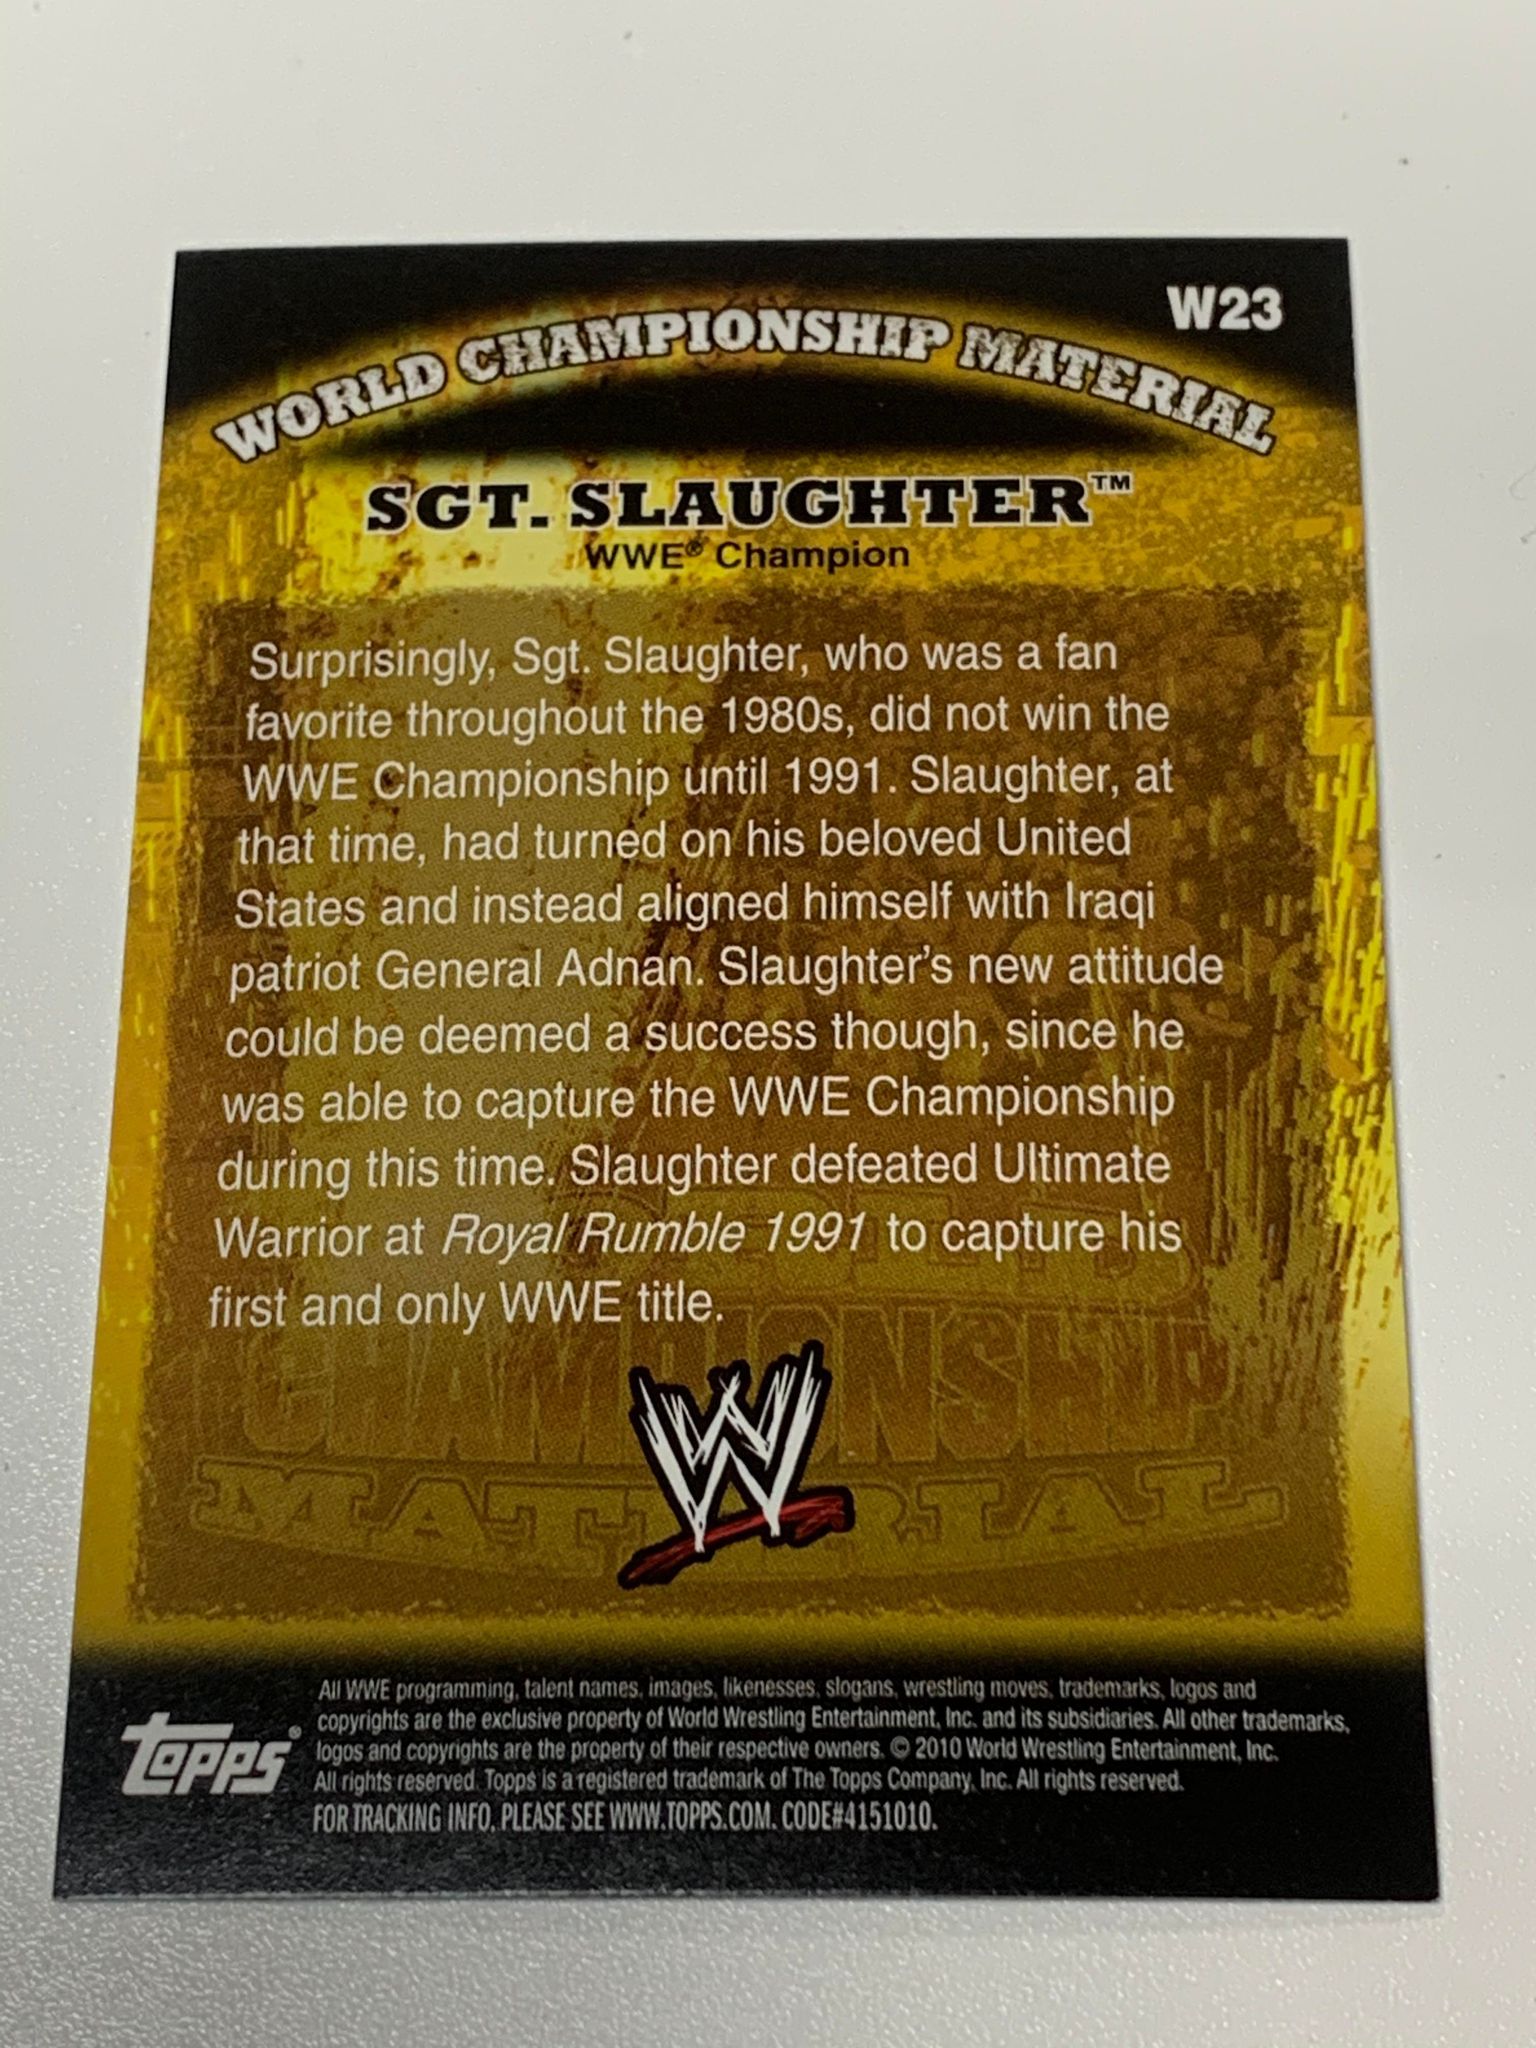 W23
WORLD CHAMPIONSHIP MATERIAL
SGT. SLAUGHTER™
WWE® Champion
Surprisingly, Sgt. Slaughter, who was a fan
favorite throughout the 1980s, did not win the
WWE Championship until 1991. Slaughter, at
that time, had turned on his beloved United
States and instead aligned himself with Iraqi
patriot General Adnan. Slaughter's new attitude
could be deemed a success though, since he
was able to capture the WWE Championship
during this time. Slaughter defeated Ultimate
Warrior at Royal Rumble 1991 to capture his
first and only WWE title.
CHAMPIONSHIP
MATERIAL
W
Topps®
All WWE programming, talent names, images, likenesses, slogans, wrestling moves, trademarks, logos and
copyrights are the exclusive property of World Wrestling Entertainment, Inc. and its subsidiaries. All other trademarks,
logos and copyrights are the property of their respective owners. © 2010 World Wrestling Entertainment, Inc.
All rights reserved. Topps is a registered trademark of The Topps Company, Inc. All rights reserved.
FOR TRACKING INFO, PLEASE SEE WWW.TOPPS.COM. CODE#4151010.